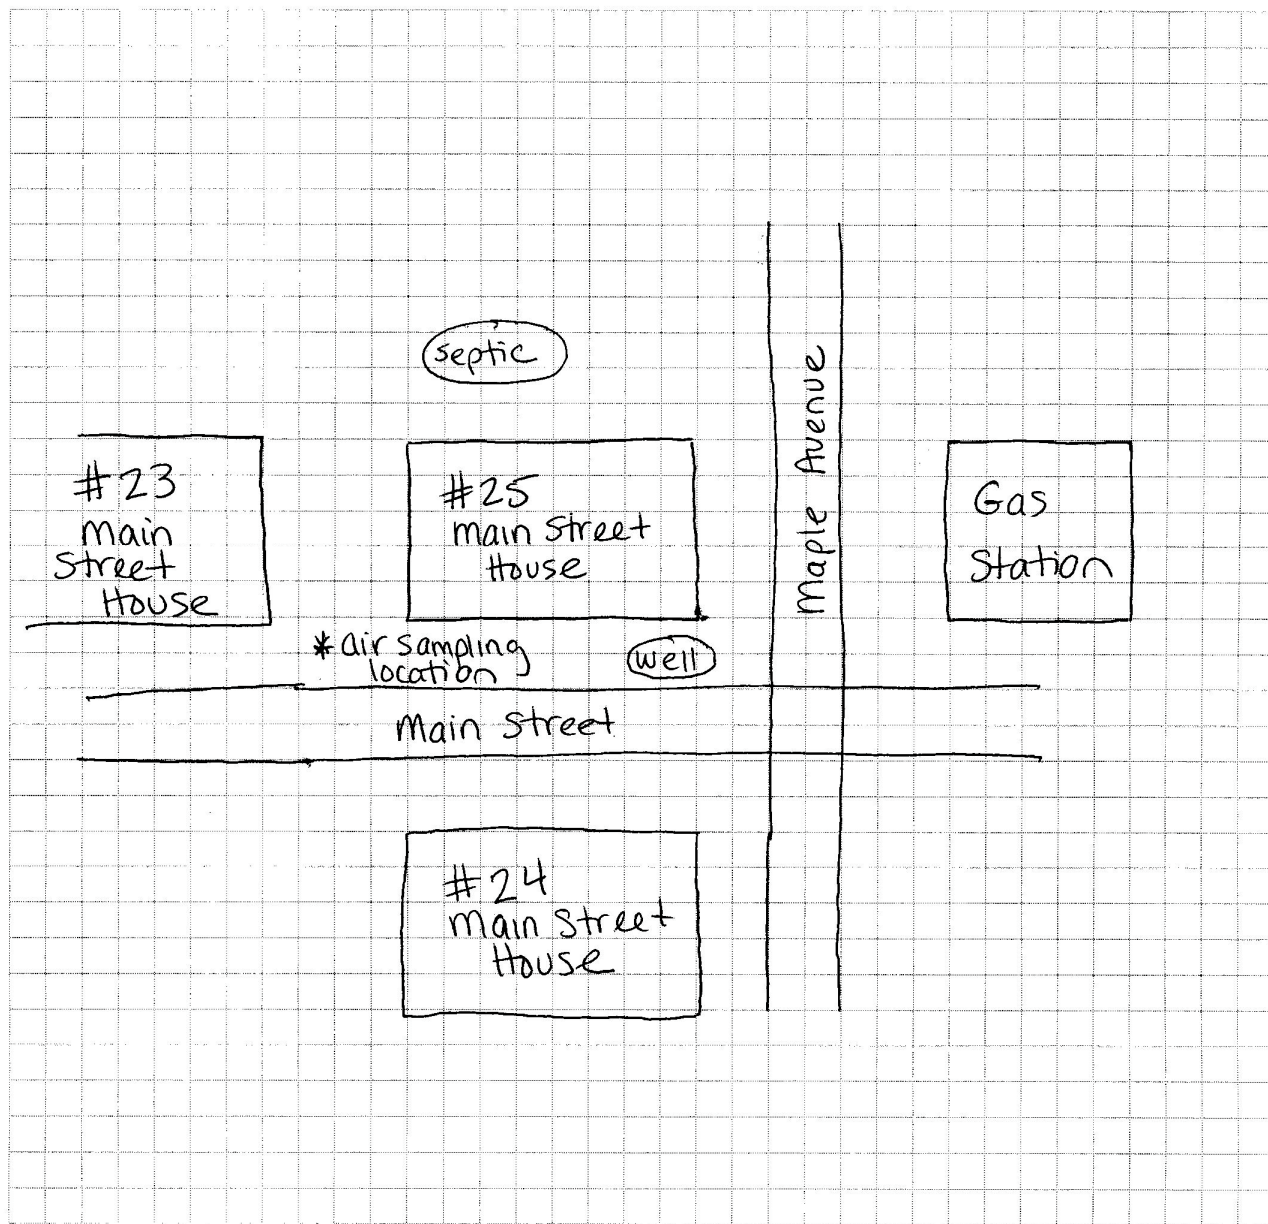 septic
#23
Main
Street
House
#25
Main Street
House
Maple Avenue
Gas
Station
* air sampling
location
well
Main Street
#24
Main Street
House